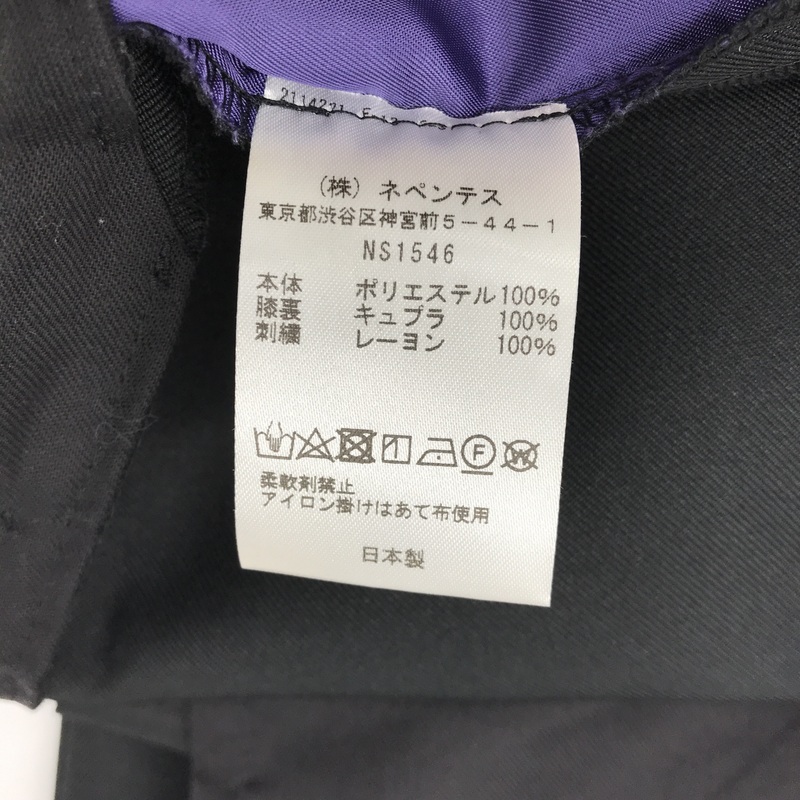 (株) ネペンテス
東京都渋谷区神宮前5-44-1
NS1546
本体 ポリエステル100%
膝裏 キュプラ 100%
刺繍 レーヨン 100%
F W
柔軟剤禁止
アイロン掛けはあて布使用
日本製